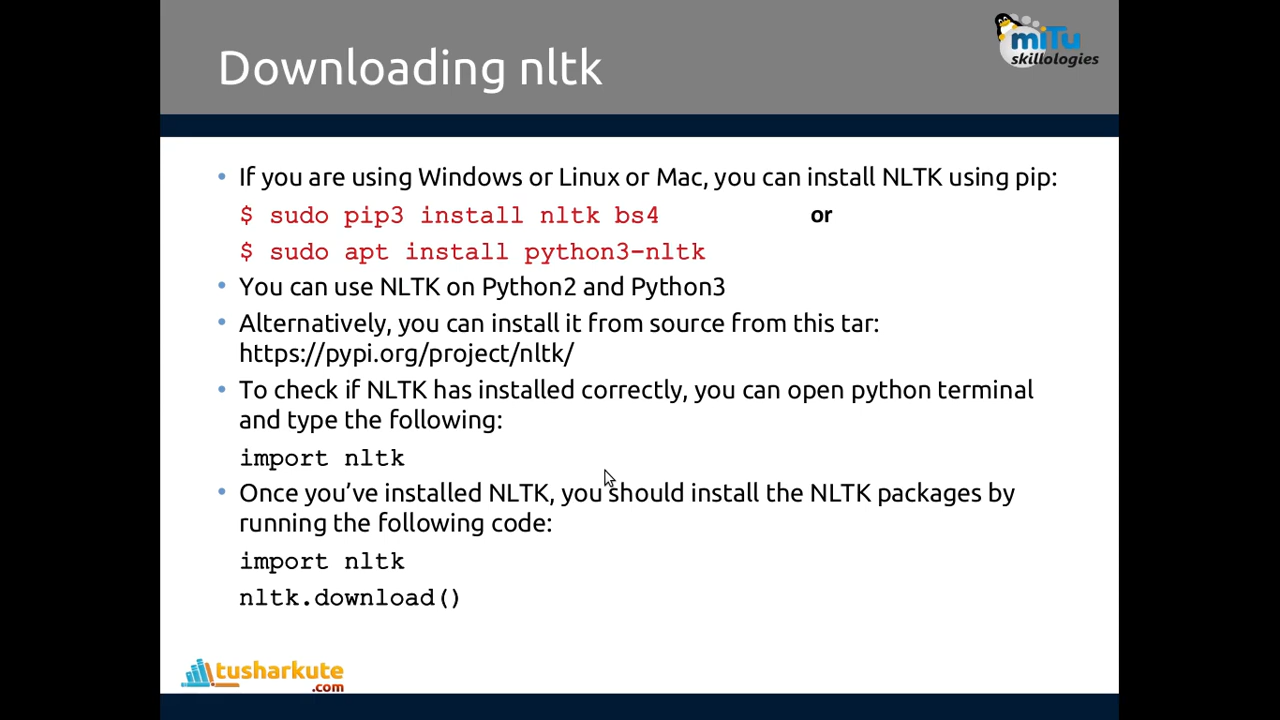 Downloading nltk
miTu
skillologies
• If you are using Windows or Linux or Mac, you can install NLTK using pip:
$ sudo pip3 install nltk bs4 or
$ sudo apt install python3-nltk
• You can use NLTK on Python2 and Python3
• Alternatively, you can install it from source from this tar:
https://pypi.org/project/nltk/
• To check if NLTK has installed correctly, you can open python terminal
and type the following:
import nltk
• Once you’ve installed NLTK, you should install the NLTK packages by
running the following code:
import nltk
nltk.download()
tusharkute
.com